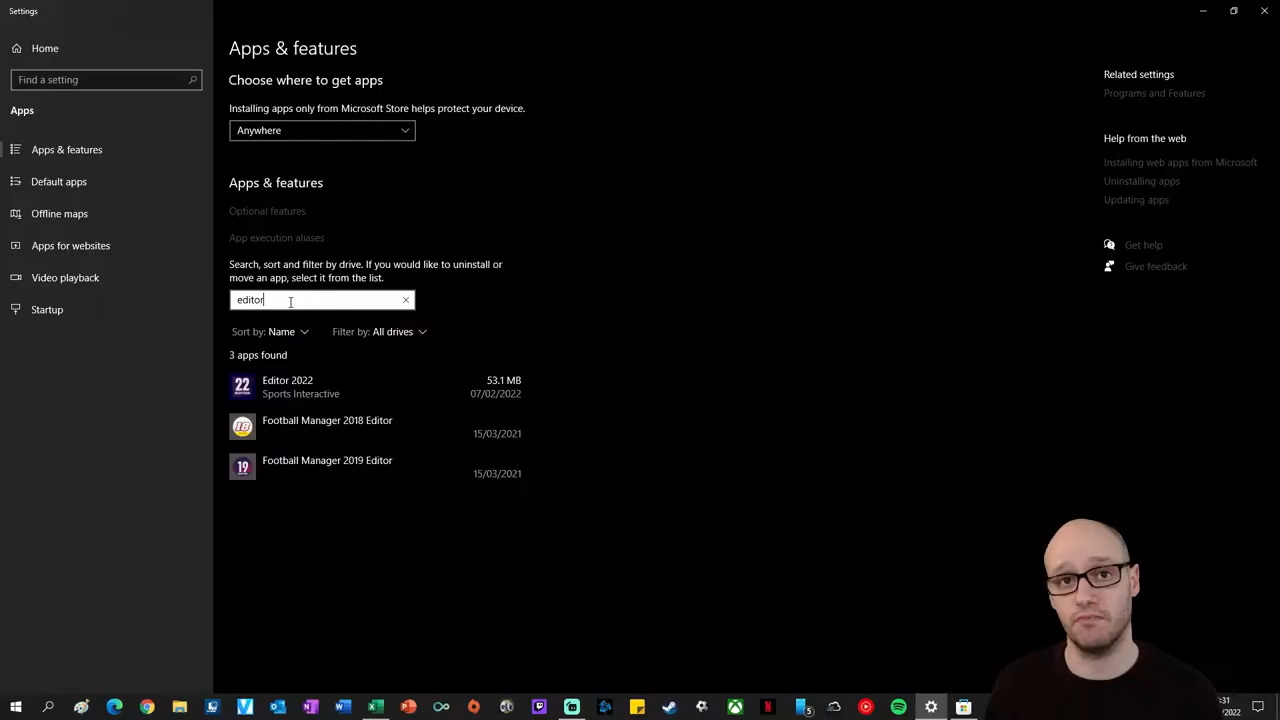 Settings
Home
Find a setting
Apps
Apps & features
Default apps
Offline maps
Apps for websites
Video playback
Startup
Apps & features
Choose where to get apps
Installing apps only from Microsoft Store helps protect your device.
Anywhere
Apps & features
Optional features
App execution aliases
Search, sort and filter by drive. If you would like to uninstall or
move an app, select it from the list.
editor
Sort by: Name
Filter by: All drives
3 apps found
22
Editor 2022
53.1 MB
Sports Interactive
07/02/2022
18
Football Manager 2018 Editor
15/03/2021
19
Football Manager 2019 Editor
15/03/2021
Related settings
Programs and Features
Help from the web
Installing web apps from Microsoft
Uninstalling apps
Updating apps
Get help
Give feedback
:31
/2022